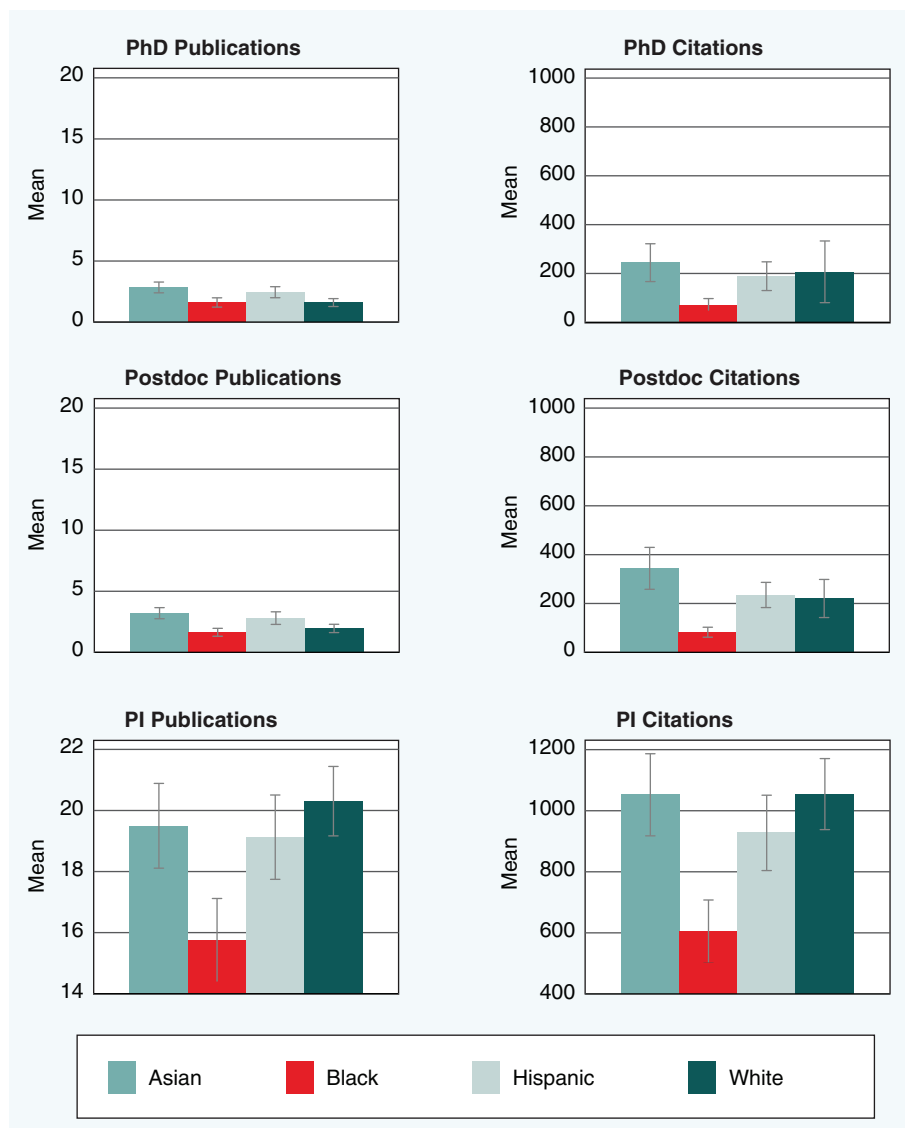 PhD Publications
20
15
10
5
0
Mean
PhD Citations
1000
800
600
400
200
0
Mean
Postdoc Publications
20
15
10
5
0
Mean
Postdoc Citations
1000
800
600
400
200
0
Mean
PI Publications
22
20
18
16
14
Mean
PI Citations
1200
1000
800
600
400
Mean
Asian Black Hispanic White